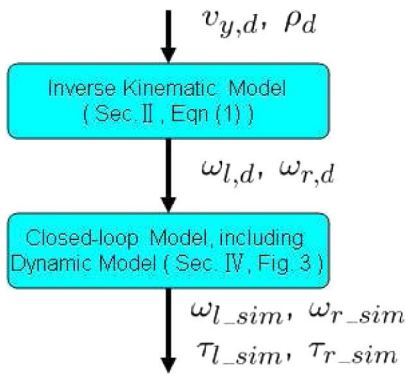 v_{y,d}, ρ_d
Inverse Kinematic Model
( Sec. Ⅱ , Eqn (1) )
ω_{l,d}, ω_{r,d}
Closed-loop Model, including
Dynamic Model ( Sec. Ⅳ, Fig. 3 )
ω_{l_sim}, ω_{r_sim}
τ_{l_sim}, τ_{r_sim}